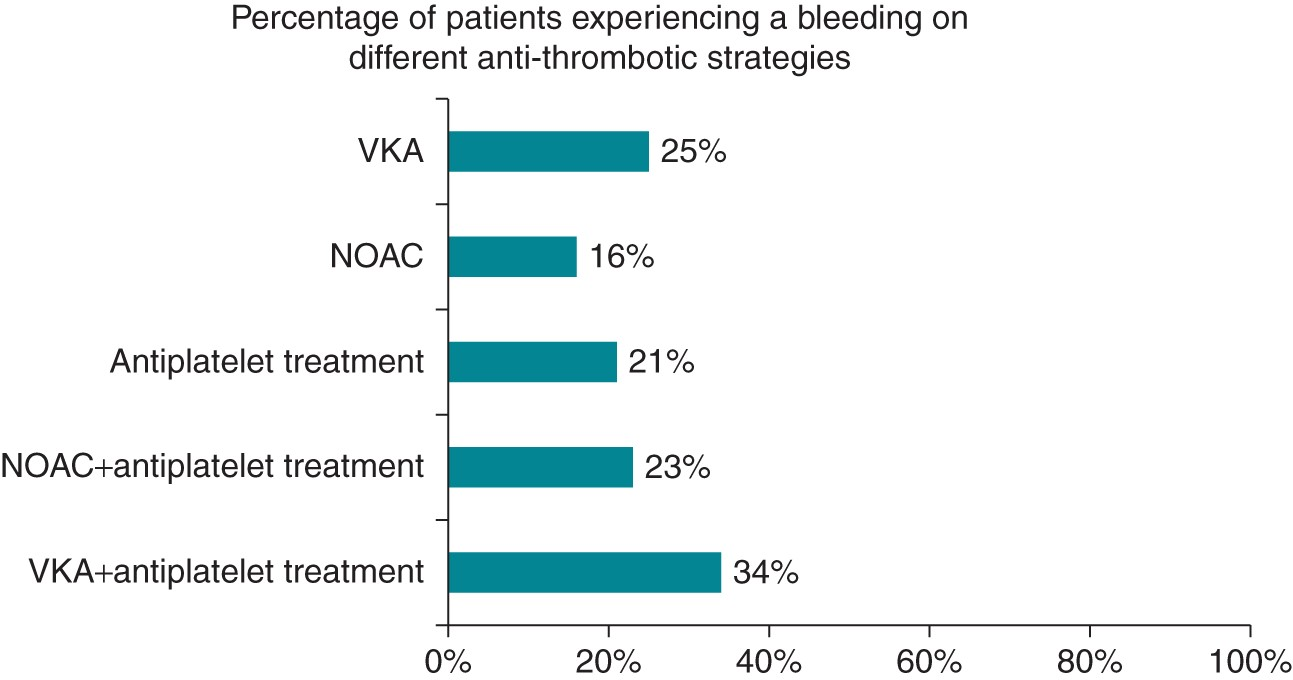 Percentage of patients experiencing a bleeding on
different anti-thrombotic strategies
VKA
25%
NOAC
16%
Antiplatelet treatment
21%
NOAC+antiplatelet treatment
23%
VKA+antiplatelet treatment
34%
0%
20%
40%
60%
80%
100%